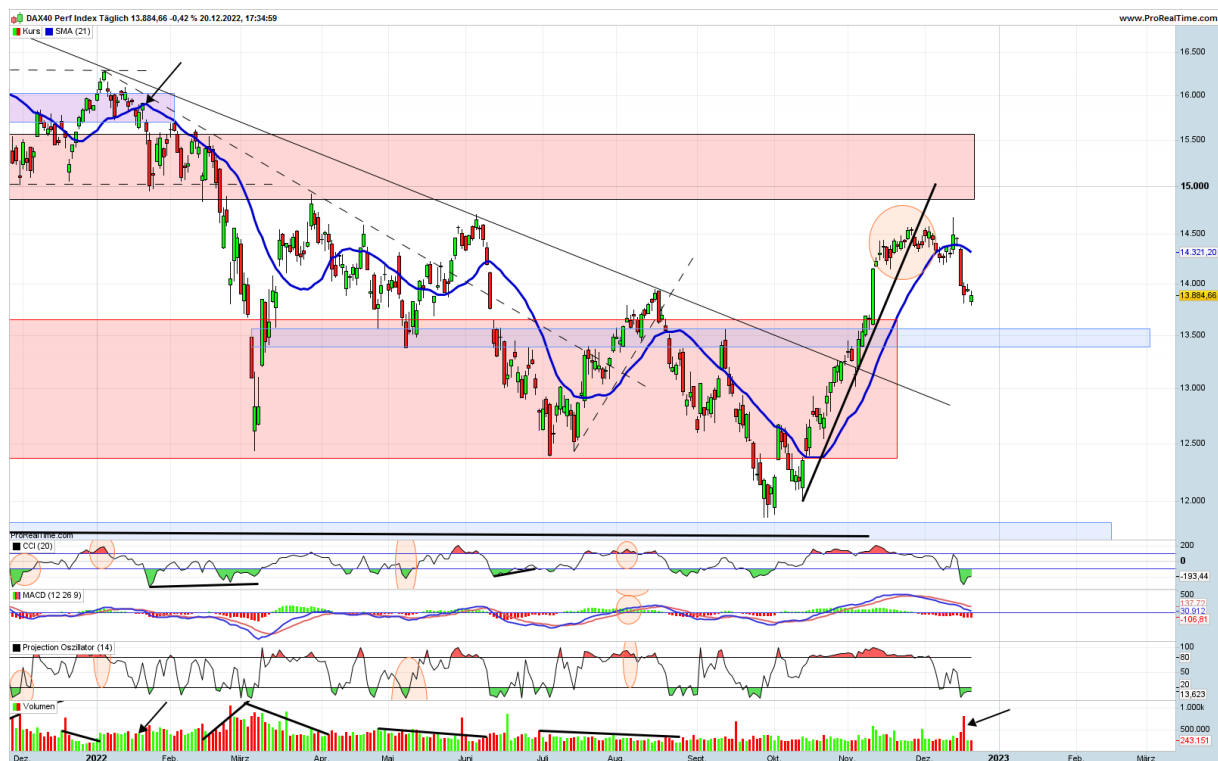 DAX40 Perf Index Täglich 13.884,66 -0,42 % 20.12.2022, 17:34:59
www.ProRealTime.com
Kurs SMA (21)
16.500
16.000
15.500
15.000
14.500
14.321,20
14.000
13.884,66
13.500
13.000
12.500
12.000
ProRealTime.com
CCI (20)
200
0
-193,44
MACD (12 26 9)
500
137,72
30,912
-106,81
Projection Oszillator (14)
100
80
50
20
13,623
Volumen
1.000k
500.000
243.151
Dez. 2022 Feb. März Apr. Mai Juni Juli Aug. Sept. Okt. Nov. Dez. 2023 Feb. März